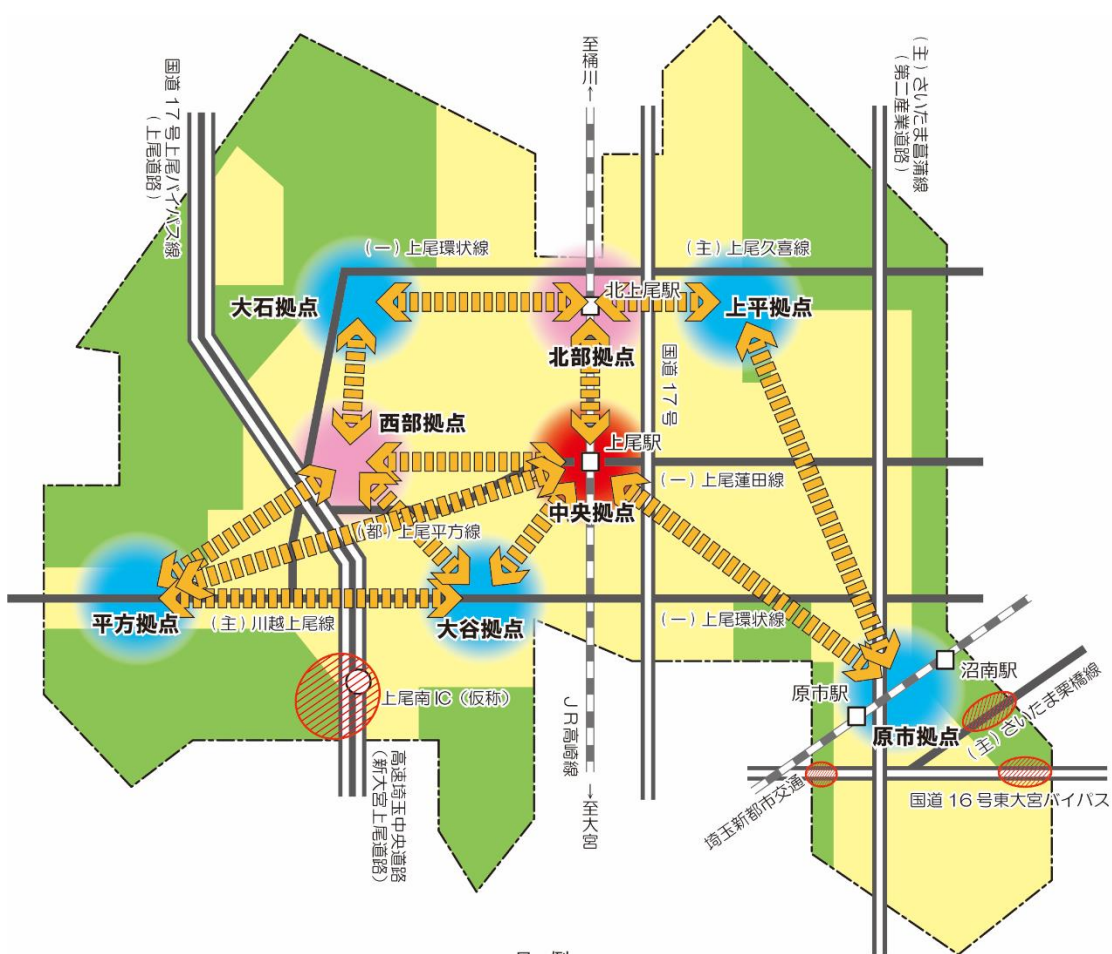 至桶川→
国道17号上尾バイパス線
(上尾道路)
(主)さいたま菖蒲線
(第二産業道路)
(一)上尾環状線
(主)上尾久喜線
大石拠点
北上尾駅
上平拠点
北部拠点
国道17号
西部拠点
上尾駅
(一)上尾蓮田線
中央拠点
(都)上尾平方線
平方拠点
(主)川越上尾線
大谷拠点
(一)上尾環状線
沼南駅
原市駅
上尾南IC(仮称)
原市拠点
(主)さいたま栗橋線
JR高崎線
高速埼玉中央道路
(新大宮上尾道路)
←至大宮
埼玉新都市交通
国道16号東大宮バイパス